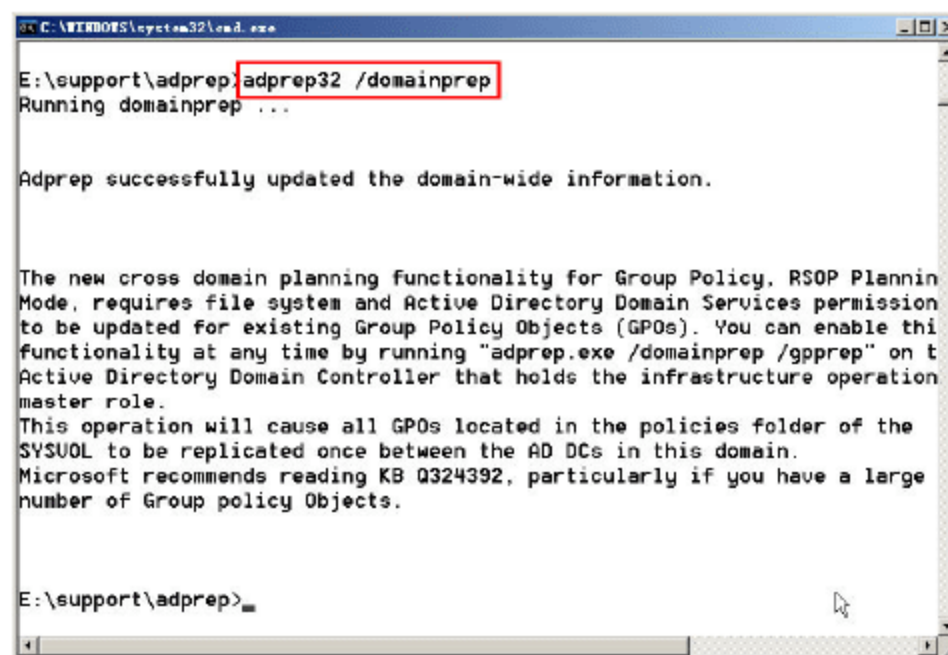 C:\WINDOWS\system32\cmd.exe
E:\support\adprep>adprep32 /domainprep
Running domainprep ...
Adprep successfully updated the domain-wide information.
The new cross domain planning functionality for Group Policy, RSOP Plannin
Mode, requires file system and Active Directory Domain Services permission
to be updated for existing Group Policy Objects (GPOs). You can enable thi
functionality at any time by running "adprep.exe /domainprep /gpprep" on t
Active Directory Domain Controller that holds the infrastructure operation
master role.
This operation will cause all GPOs located in the policies folder of the
SYSVOL to be replicated once between the AD DCs in this domain.
Microsoft recommends reading KB Q324392, particularly if you have a large
number of Group policy Objects.
E:\support\adprep>